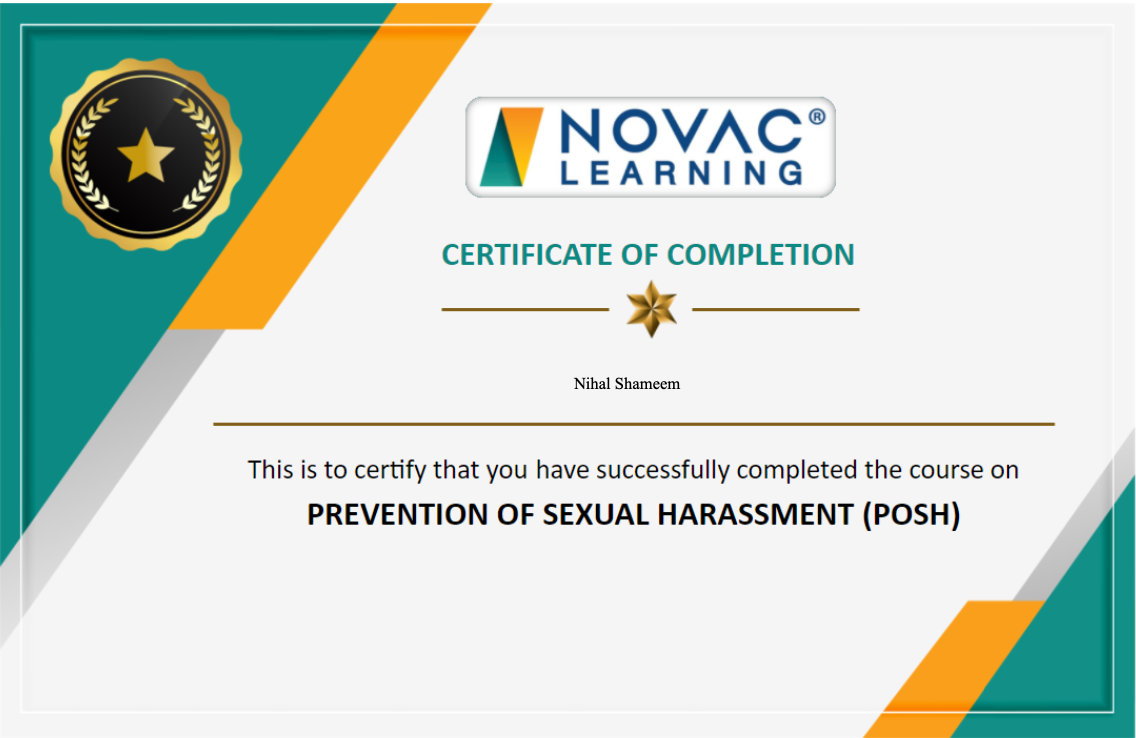 NOVAC®
LEARNING
CERTIFICATE OF COMPLETION
Nihal Shameem
This is to certify that you have successfully completed the course on
PREVENTION OF SEXUAL HARASSMENT (POSH)